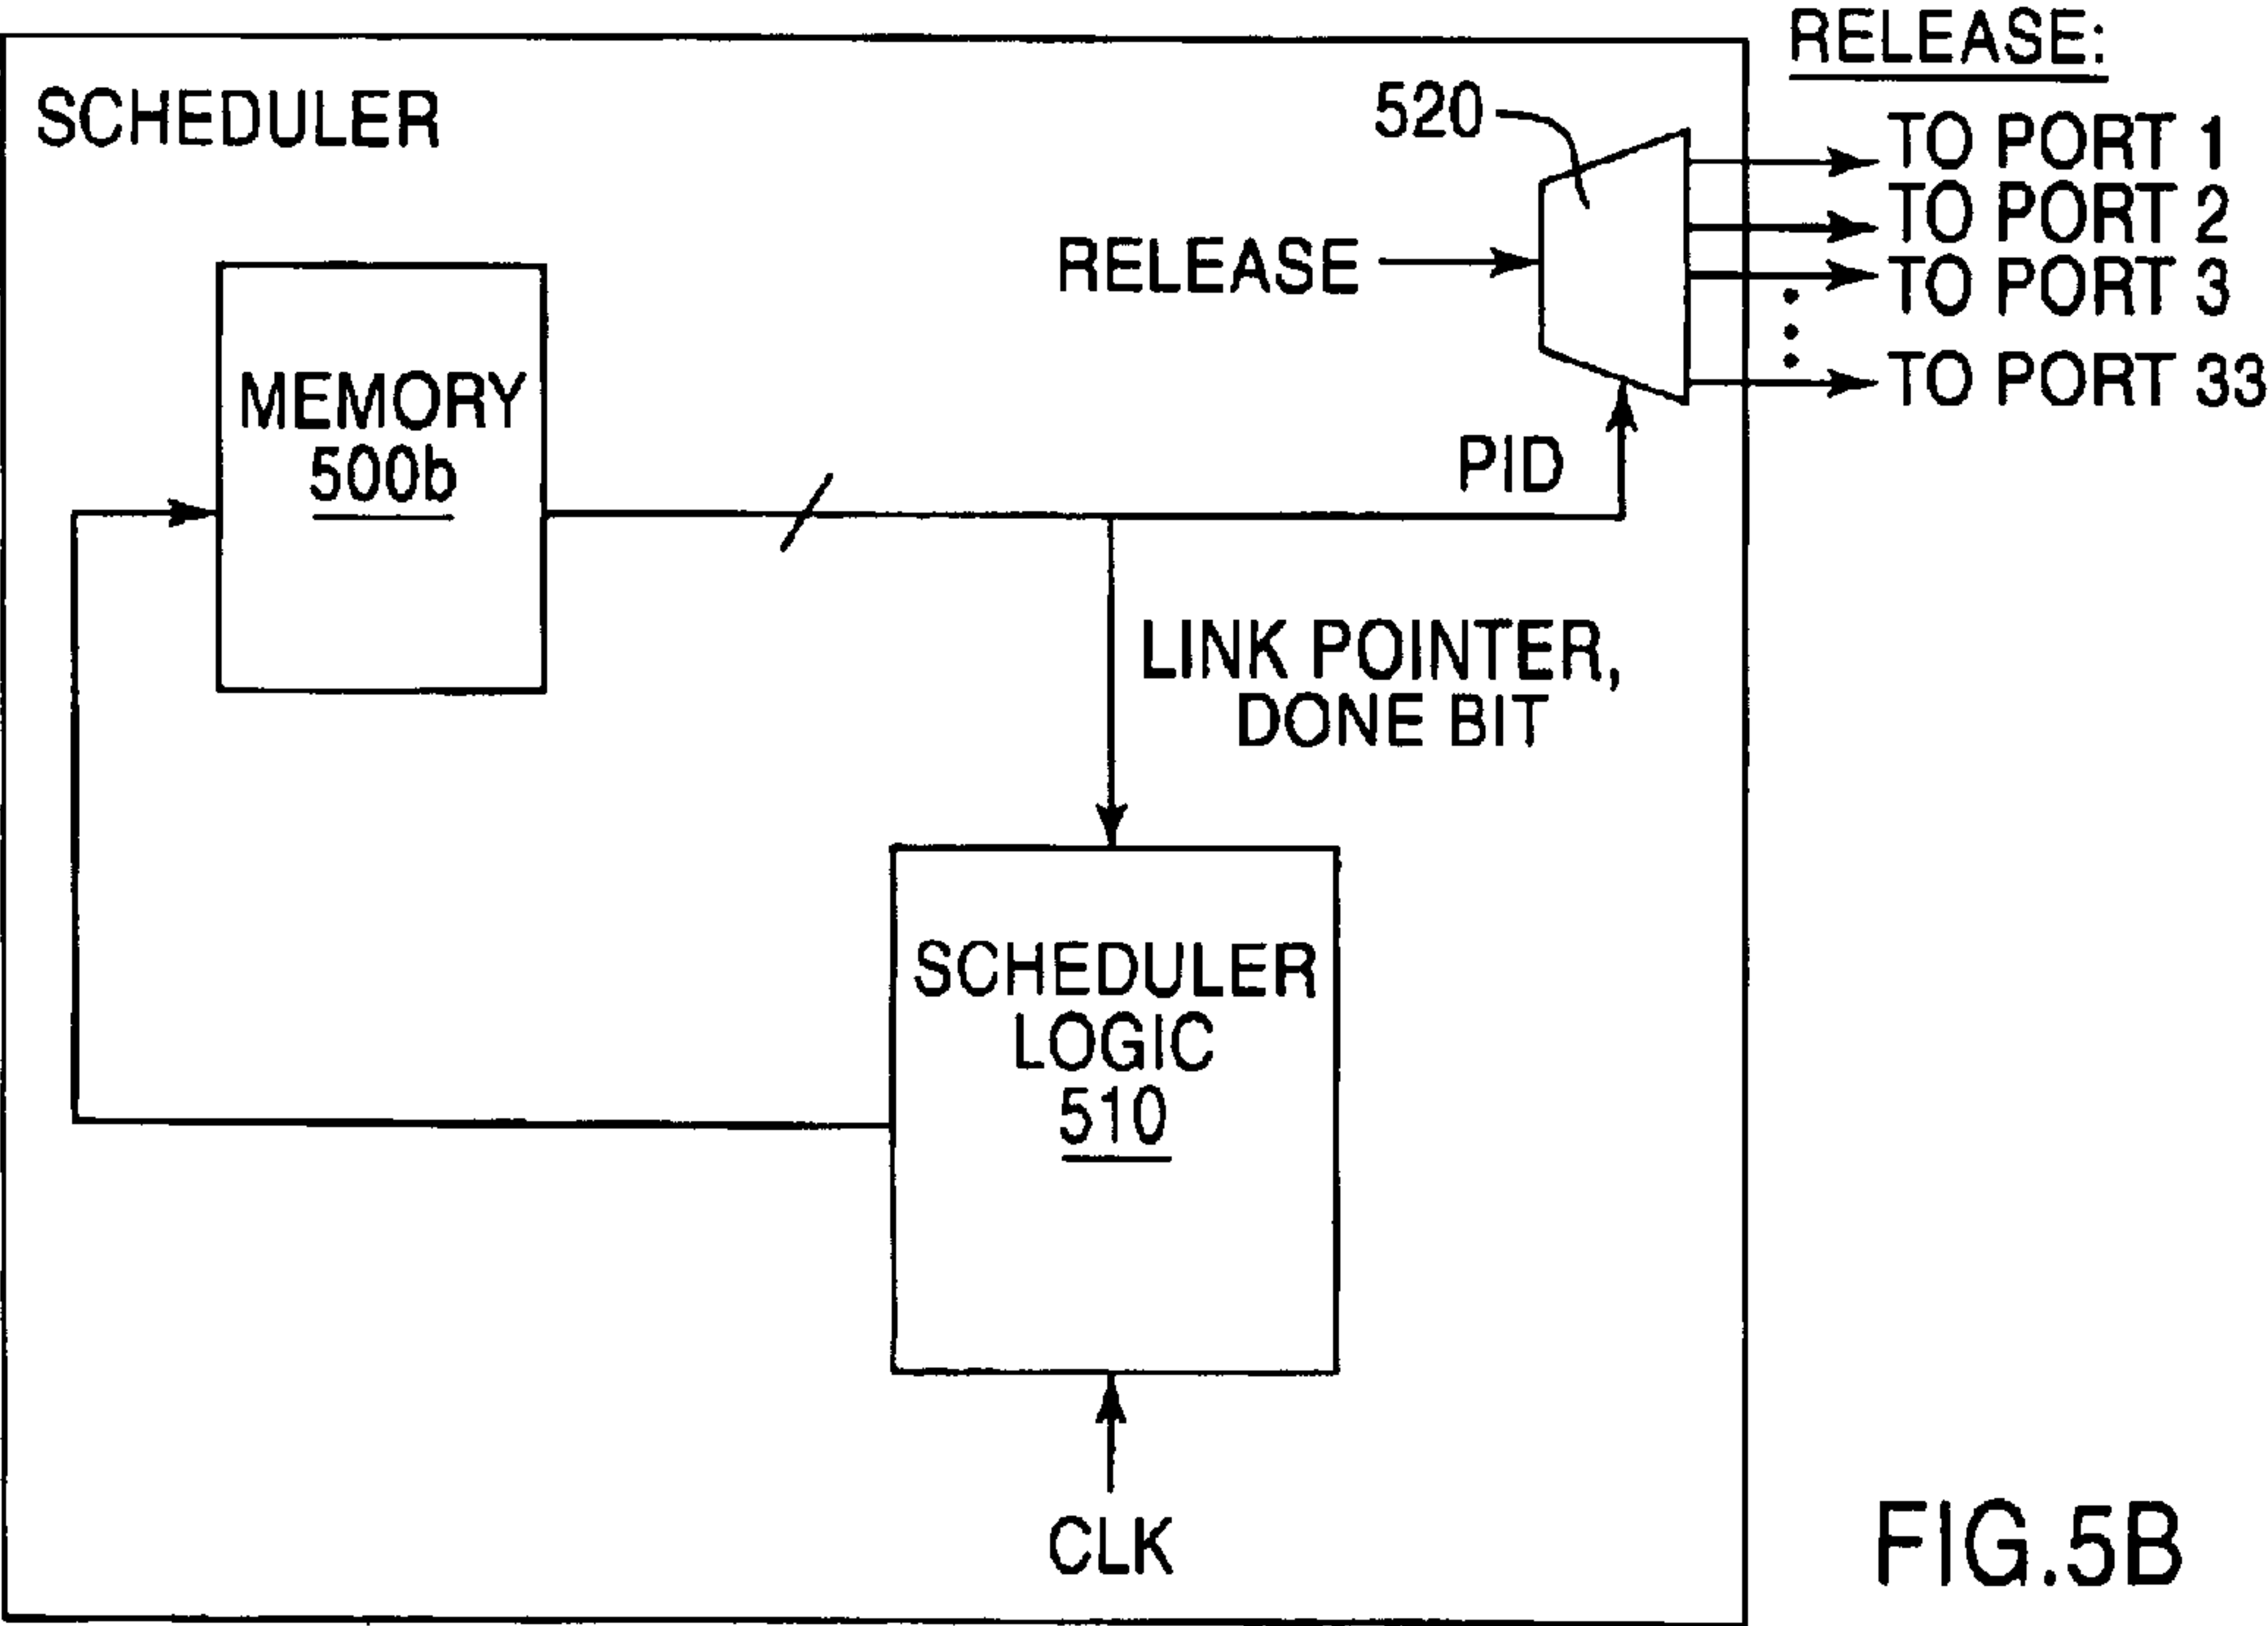 RELEASE:
SCHEDULER
520
TO PORT 1
TO PORT 2
RELEASE
TO PORT 3
TO PORT 33
MEMORY
500b
PID
LINK POINTER,
DONE BIT
SCHEDULER
LOGIC
510
CLK
FIG.5B